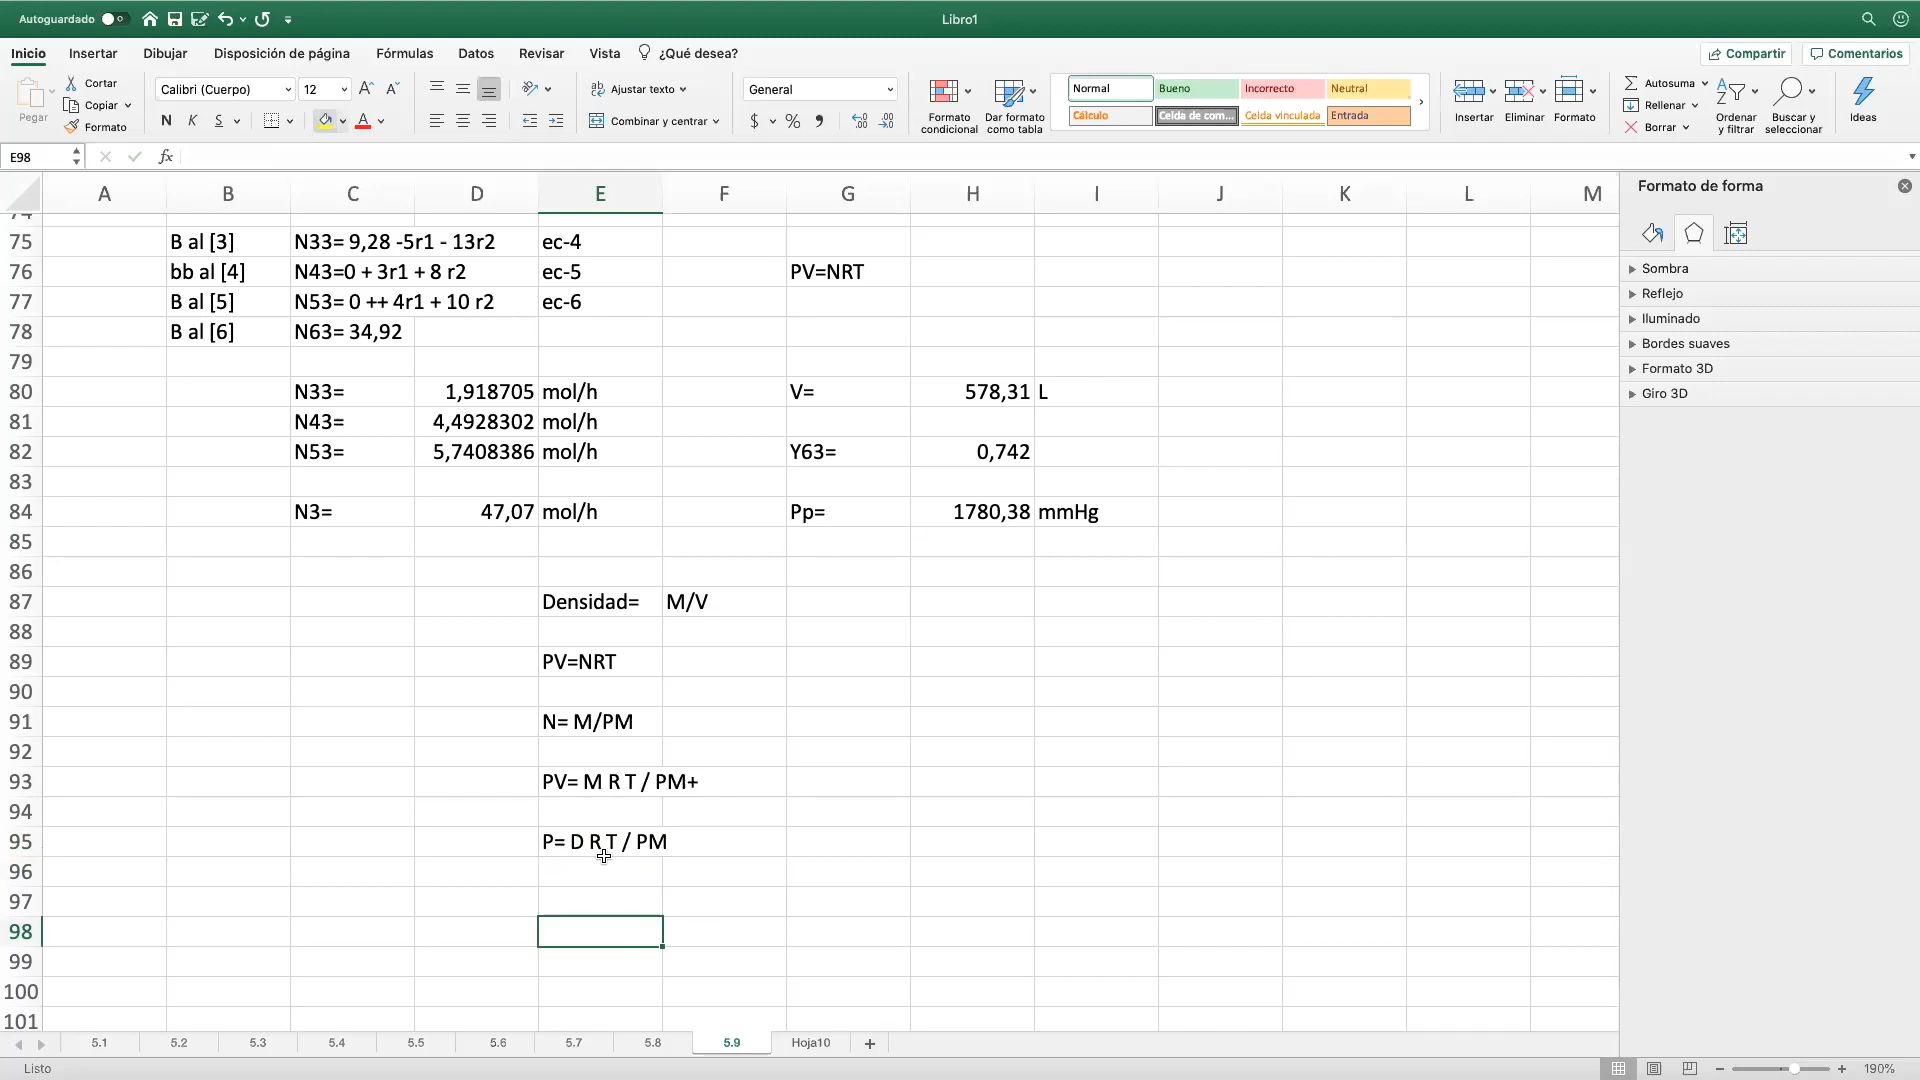 Autoguardado
Libro1
Inicio Insertar Dibujar Disposición de página Fórmulas Datos Revisar Vista ¿Qué desea? Compartir Comentarios
Pegar
Cortar
Copiar
Formato
Calibri (Cuerpo) 12
N K S
Ajustar texto
Combinar y centrar
General
$ %
Formato condicional
Dar formato como tabla
Normal Bueno Incorrecto Neutral
Cálculo Celda de com... Celda vinculada Entrada
Insertar Eliminar Formato
Autosuma
Rellenar
Borrar
Ordenar y filtrar
Buscar y seleccionar
Ideas
E98 fx
Formato de forma
Sombra
Reflejo
Iluminado
Bordes suaves
Formato 3D
Giro 3D
A B C D E F G H I J K L M
74
75 B al [3] N33= 9,28 -5r1 - 13r2 ec-4
76 bb al [4] N43=0 + 3r1 + 8 r2 ec-5 PV=NRT
77 B al [5] N53= 0 ++ 4r1 + 10 r2 ec-6
78 B al [6] N63= 34,92
79
80 N33= 1,918705 mol/h V= 578,31 L
81 N43= 4,4928302 mol/h
82 N53= 5,7408386 mol/h Y63= 0,742
83
84 N3= 47,07 mol/h Pp= 1780,38 mmHg
85
86
87 Densidad= M/V
88
89 PV=NRT
90
91 N= M/PM
92
93 PV= M R T / PM+
94
95 P= D R T / PM
96
97
98
99
100
101
5.1 5.2 5.3 5.4 5.5 5.6 5.7 5.8 5.9 Hoja10 +
Listo 190%